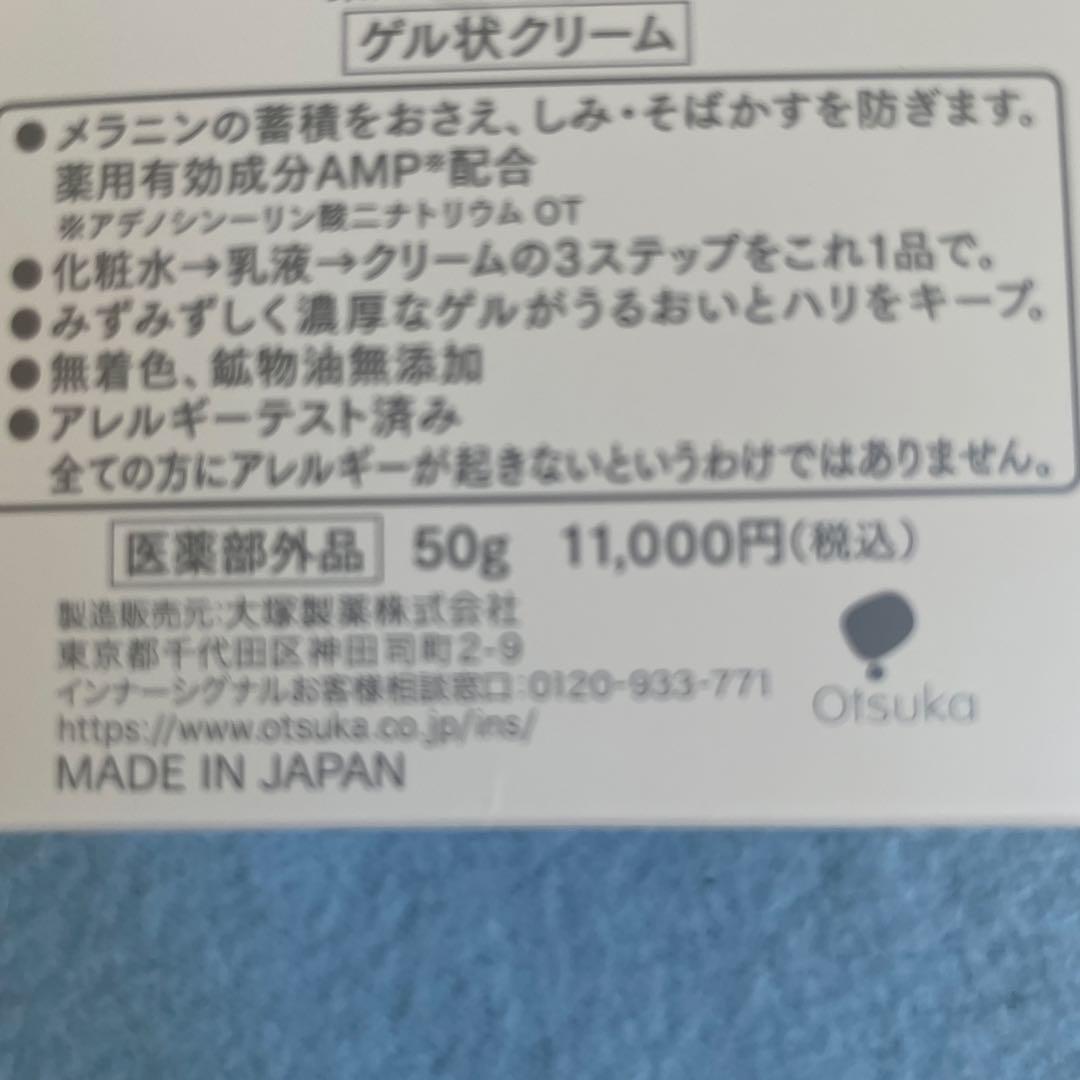 ゲル状クリーム
●メラニンの蓄積をおさえ、しみ・そばかすを防ぎます。
薬用有効成分AMP※配合
※アデノシン一リン酸二ナトリウム OT
●化粧水→乳液→クリームの3ステップをこれ1品で。
●みずみずしく濃厚なゲルがうるおいとハリをキープ。
●無着色、鉱物油無添加
●アレルギーテスト済み
全ての方にアレルギーが起きないというわけではありません。
医薬部外品 50g 11,000円(税込)
製造販売元:大塚製薬株式会社
東京都千代田区神田司町2-9
インナーシグナルお客様相談窓口:0120-933-771
https://www.otsuka.co.jp/ins/
MADE IN JAPAN
Otsuka